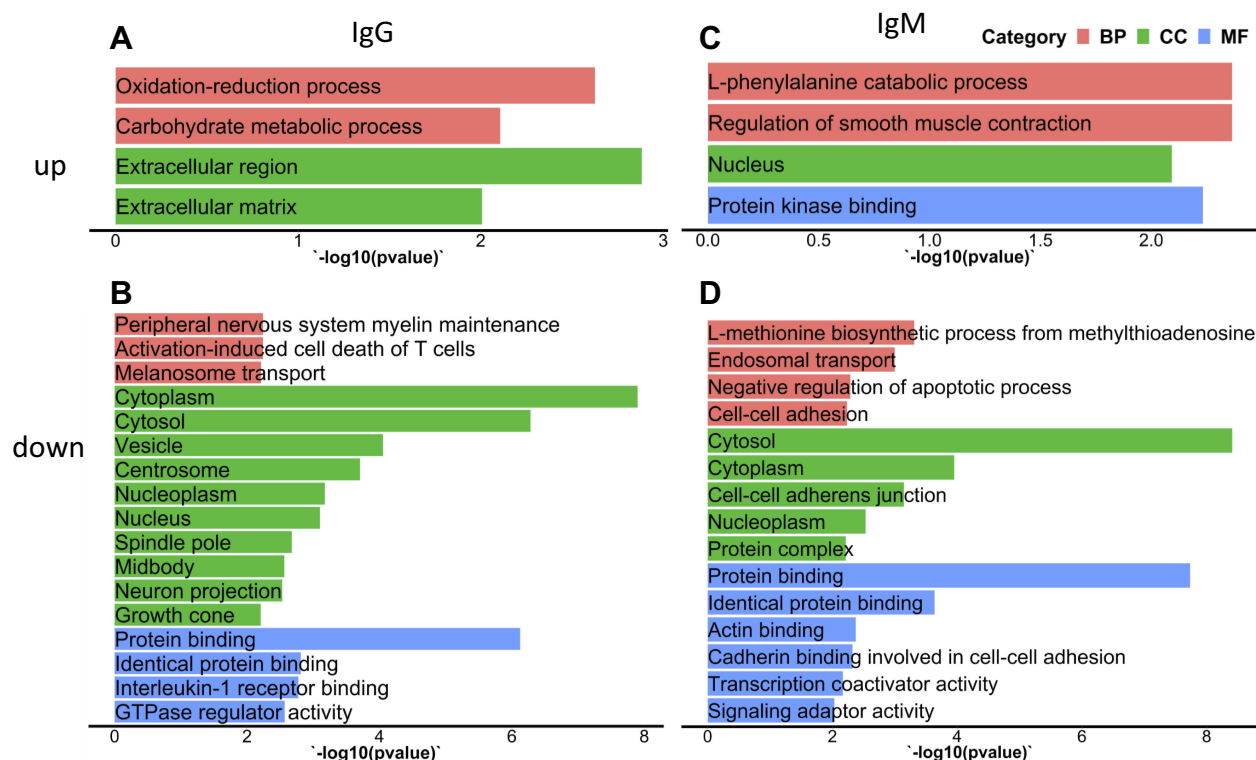 IgG
IgM
A
C
Category BP CC MF
up
Oxidation-reduction process
Carbohydrate metabolic process
Extracellular region
Extracellular matrix
0 1 2 3
`-log10(pvalue)`
L-phenylalanine catabolic process
Regulation of smooth muscle contraction
Nucleus
Protein kinase binding
0.0 0.5 1.0 1.5 2.0
`-log10(pvalue)`
down
B
Peripheral nervous system myelin maintenance
Activation-induced cell death of T cells
Melanosome transport
Cytoplasm
Cytosol
Vesicle
Centrosome
Nucleoplasm
Nucleus
Spindle pole
Midbody
Neuron projection
Growth cone
Protein binding
Identical protein binding
Interleukin-1 receptor binding
GTPase regulator activity
0 2 4 6 8
`-log10(pvalue)`
D
L-methionine biosynthetic process from methylthioadenosine
Endosomal transport
Negative regulation of apoptotic process
Cell-cell adhesion
Cytosol
Cytoplasm
Cell-cell adherens junction
Nucleoplasm
Protein complex
Protein binding
Identical protein binding
Actin binding
Cadherin binding involved in cell-cell adhesion
Transcription coactivator activity
Signaling adaptor activity
0 2 4 6 8
`-log10(pvalue)`